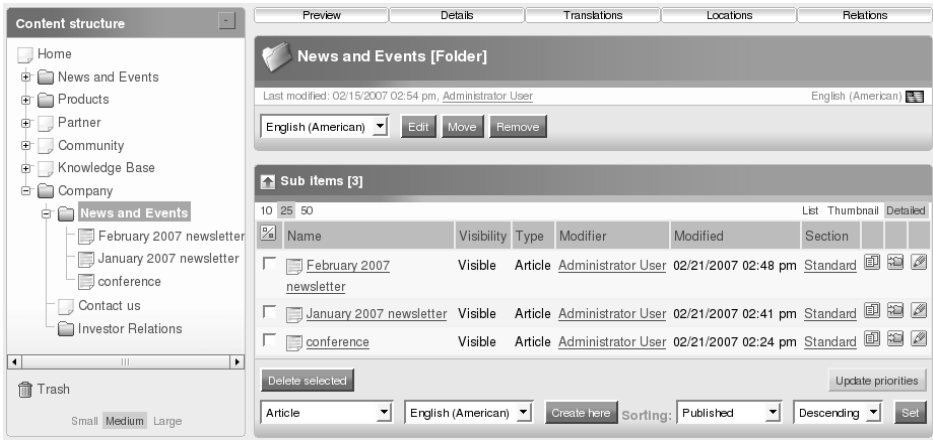 Content structure
-
Home
News and Events
Products
Partner
Community
Knowledge Base
Company
News and Events
February 2007 newsletter
January 2007 newsletter
conference
Contact us
Investor Relations
Trash
Small Medium Large
Preview Details Translations Locations Relations
News and Events [Folder]
Last modified: 02/15/2007 02:54 pm, Administrator User English (American)
English (American) Edit Move Remove
Sub items [3]
10 25 50 List Thumbnail Detailed
Name Visibility Type Modifier Modified Section
February 2007 Visible Article Administrator User 02/21/2007 02:48 pm Standard
newsletter
January 2007 newsletter Visible Article Administrator User 02/21/2007 02:41 pm Standard
conference Visible Article Administrator User 02/21/2007 02:24 pm Standard
Delete selected Update priorities
Article English (American) Create here Sorting: Published Descending Set